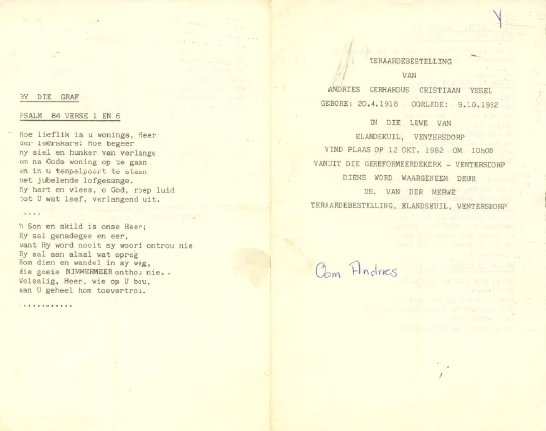 BY DIE GRAF
PSALM 84 VERSE 1 EN 6
Hoe lieflik is u wonings, Heer
der leërskare! Hoe begeer
my siel en hunker van verlange
om na Gods woning op te gaan
en in u tempelpoort te staan
met jubelende lofgesange.
My hart en vlees, o God, roep luid
tot U wat leef, verlangend uit.
.....
'n Son en skild is onse Heer;
Hy sal genadegee en eer,
want Hy word nooit sy woord ontrou nie
Hy sal aan almal wat opreg
Hom dien en wandel in sy weg,
die goeie NIMWERMEER onthou nie..
Welsalig, Heer, wie op U bou,
aan U geheel hom toevertrou.
............
Y
TERAARDEBESTELLING
VAN
ANDRIES GERHARDUS CRISTIAAN YSSEL
GEBORE: 20.4.1918 OORLEDE: 9.10.1982
IN DIE LEWE VAN
ELANDSKUIL, VENTERSDORP
VIND PLAAS OP 12 OKT. 1982 OM 10H00
VANUIT DIE GEREFORMEERDEKERK - VENTERSDORP
DIENS WORD WAARGENEEM DEUR
DS. VAN DER MERWE
TERAARDEBESTELLING, ELANDSKUIL, VENTERSDORP
Oom Andries